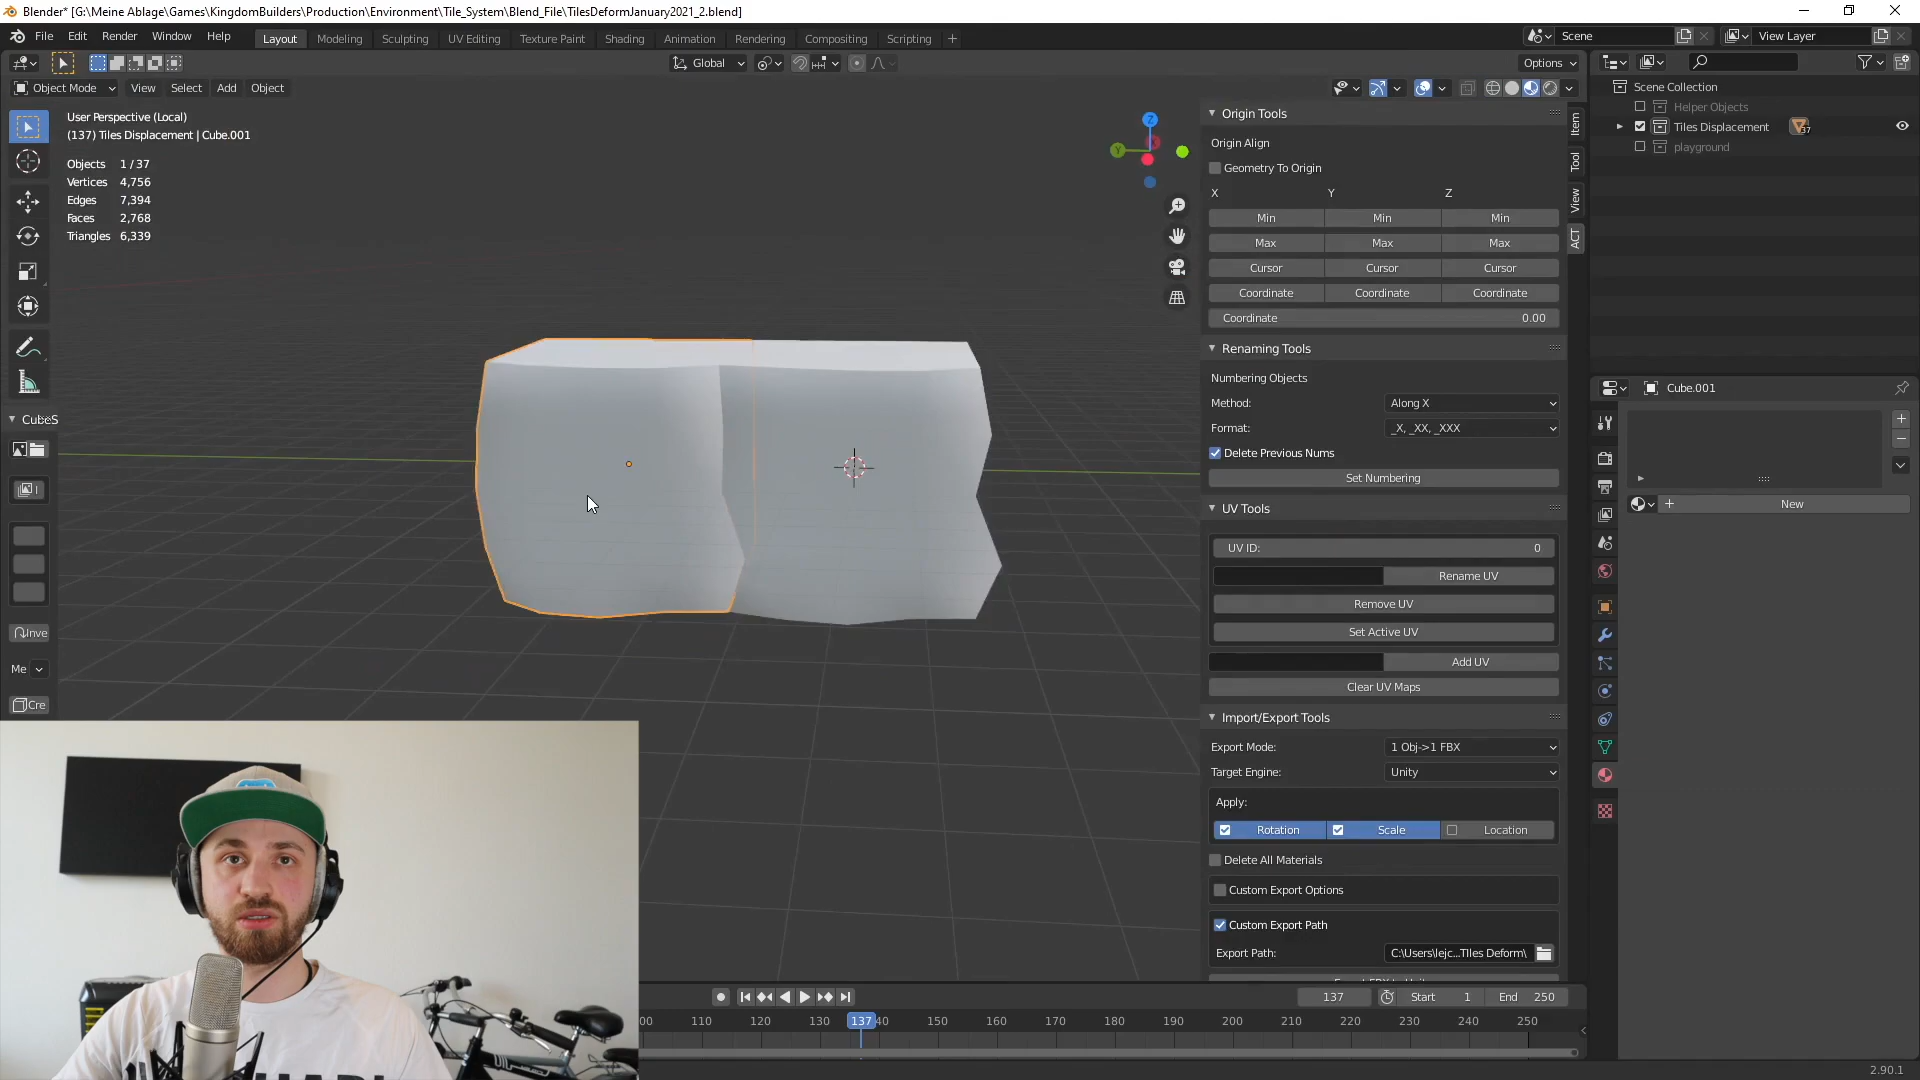 Blender* [G:\Meine Ablage\Games\KingdomBuilders\Production\Environment\Tile_System\Blend_File\TilesDeformJanuary2021_2.blend]
File Edit Render Window Help Layout Modeling Sculpting UV Editing Texture Paint Shading Animation Rendering Compositing Scripting + Scene View Layer
Global Options
Object Mode View Select Add Object
User Perspective (Local)
(137) Tiles Displacement | Cube.001
Objects 1 / 37
Vertices 4,756
Edges 7,394
Faces 2,768
Triangles 6,339
CubeS
Inve
Me
Cre
Z
Y
Origin Tools
Origin Align
Geometry To Origin
X Y Z
Min Min Min
Max Max Max
Cursor Cursor Cursor
Coordinate Coordinate Coordinate
Coordinate 0.00
Renaming Tools
Numbering Objects
Method: Along X
Format: _X, _XX, _XXX
Delete Previous Nums
Set Numbering
UV Tools
UV ID: 0
Rename UV
Remove UV
Set Active UV
Add UV
Clear UV Maps
Import/Export Tools
Export Mode: 1 Obj->1 FBX
Target Engine: Unity
Apply:
Rotation Scale Location
Delete All Materials
Custom Export Options
Custom Export Path
Export Path: C:\Users\lejc...TIles Deform\
Item
Tool
View
ACT
Scene Collection
Helper Objects
Tiles Displacement 37
playground
Cube.001
+
−
+ New
137 Start 1 End 250
00 110 120 130 137 40 150 160 170 180 190 200 210 220 230 240 250
2.90.1